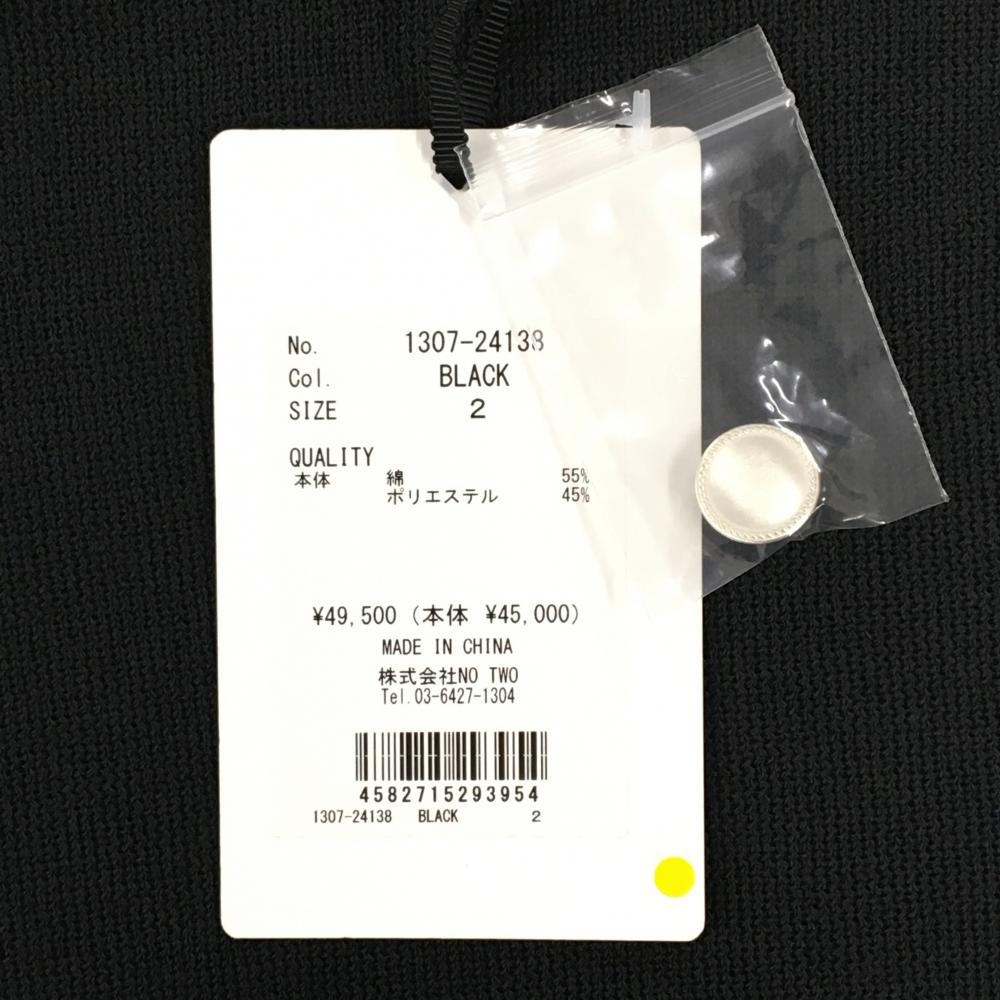 No. 1307-24138
Col. BLACK
SIZE 2
QUALITY
本体 綿 55%
ポリエステル 45%
¥49,500 (本体 ¥45,000)
MADE IN CHINA
株式会社NO TWO
Tel.03-6427-1304
4582715293954
1307-24138 BLACK 2